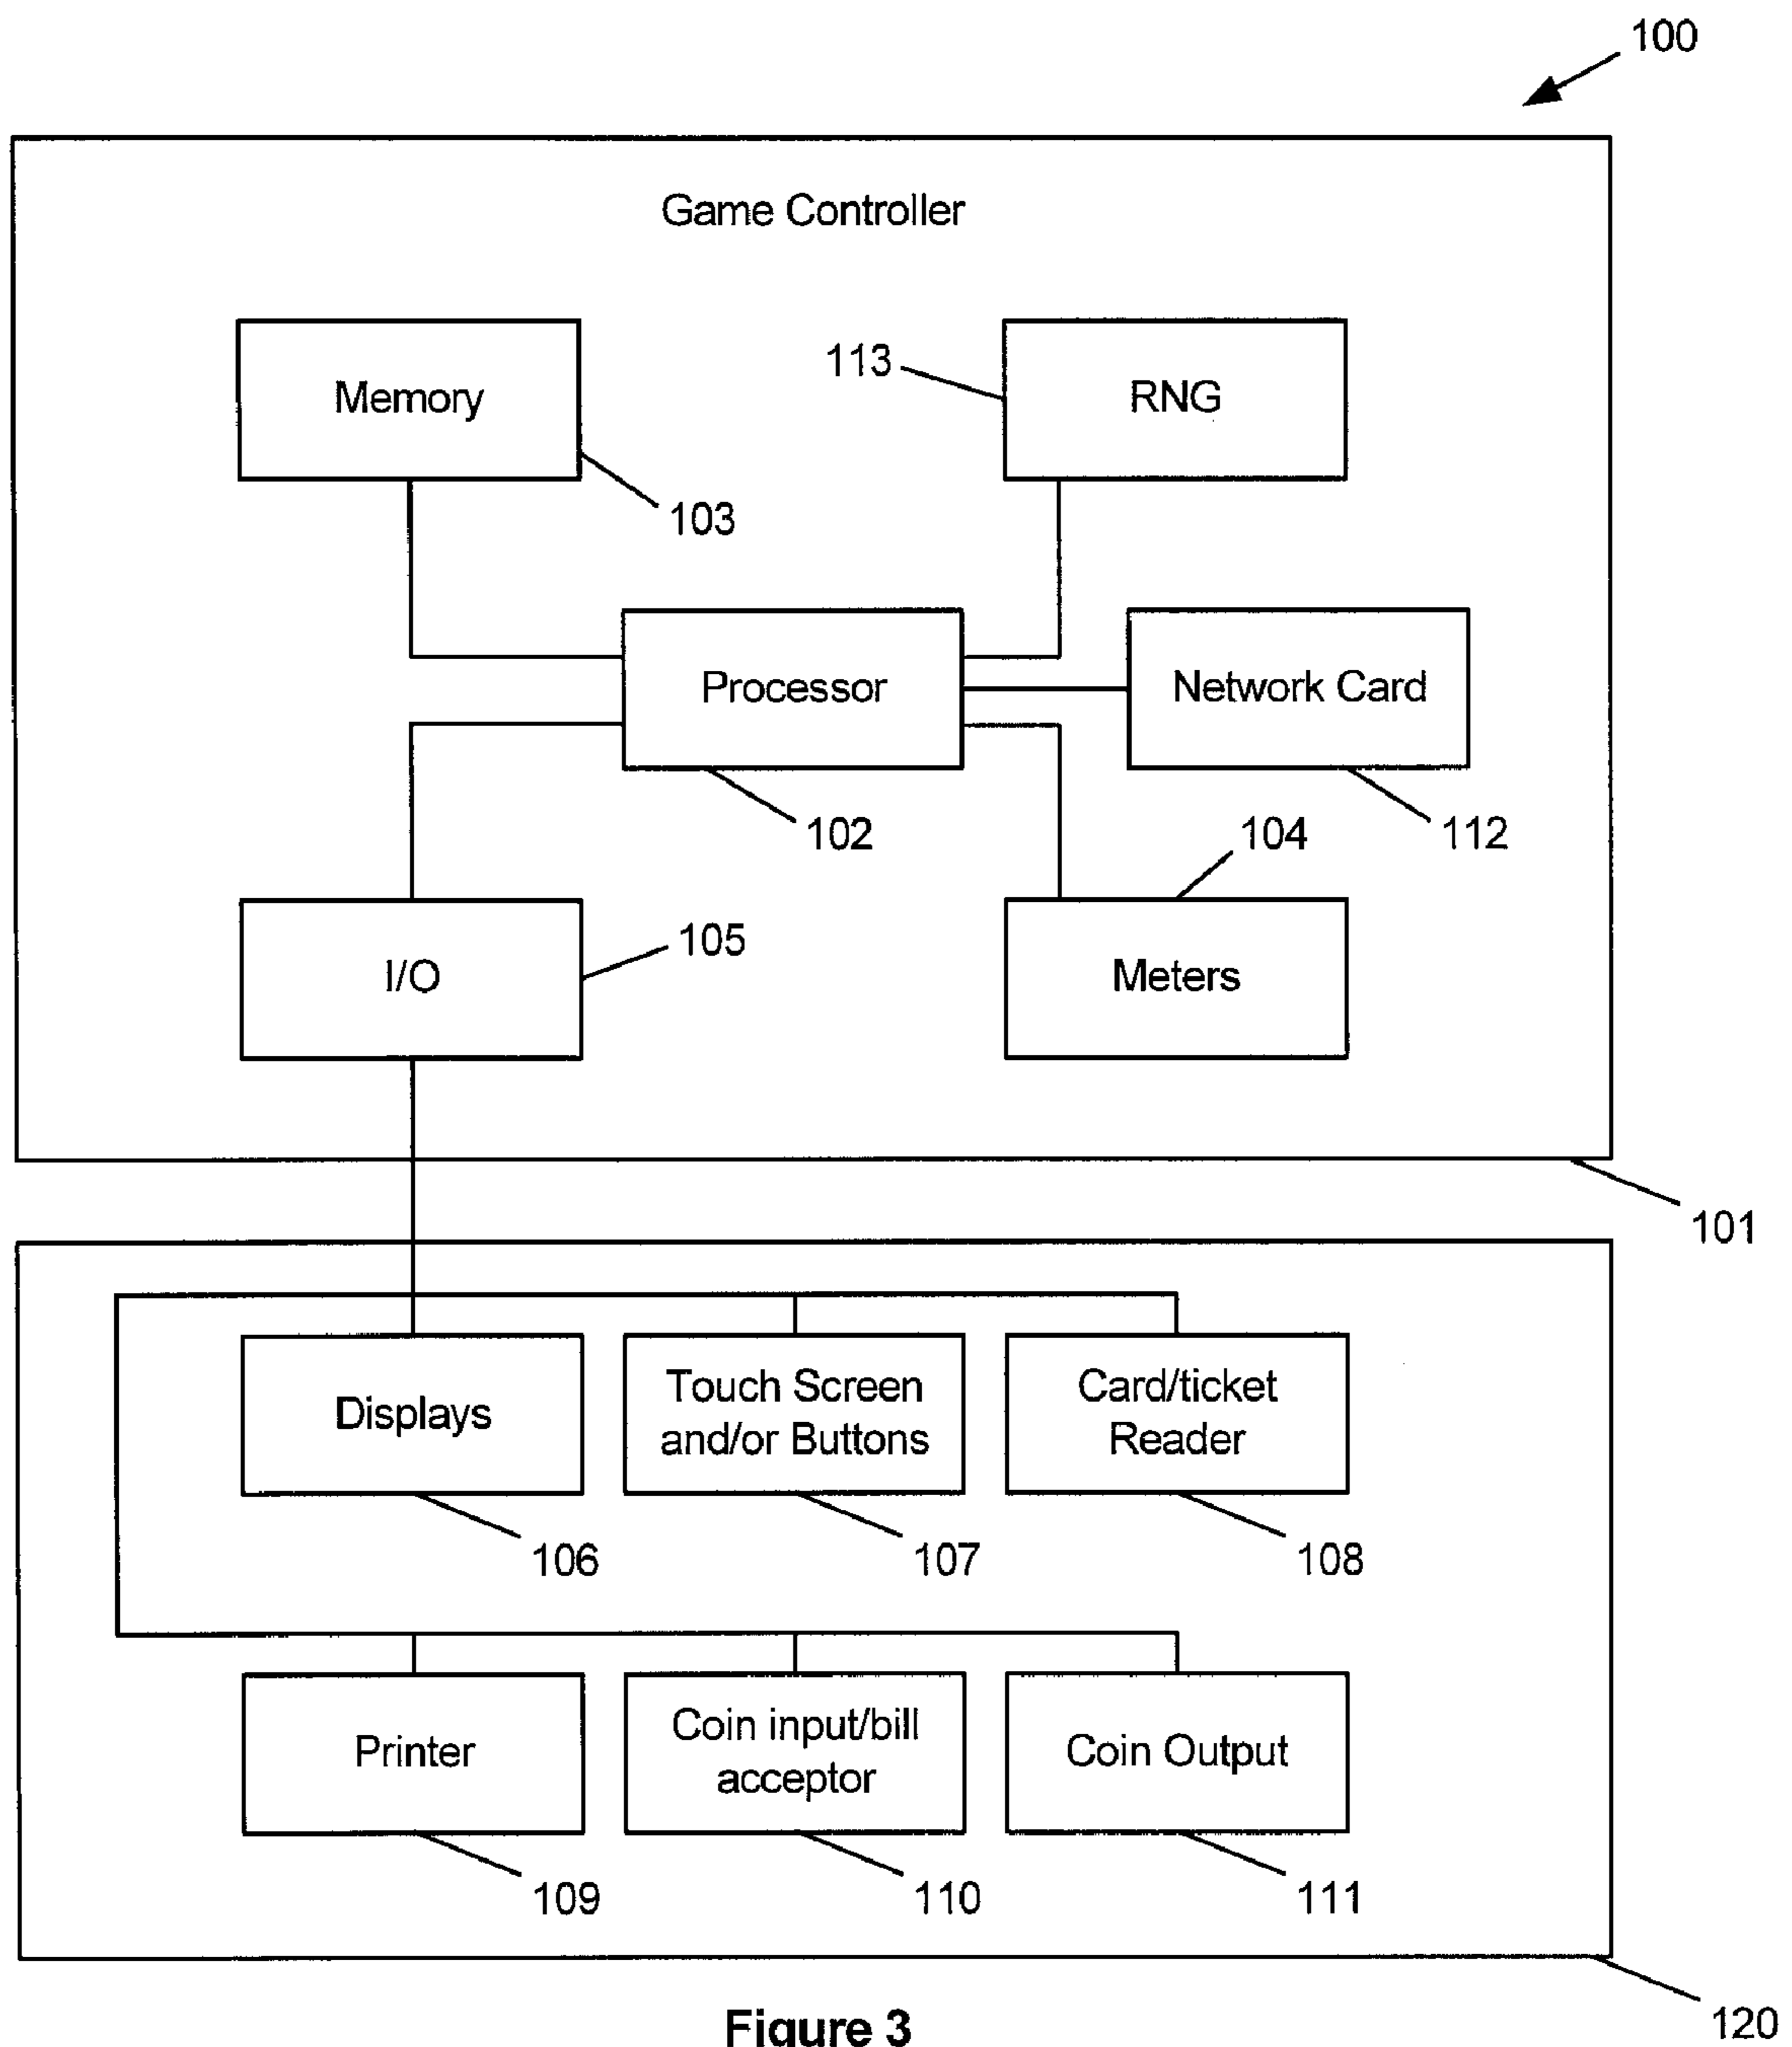 100
Game Controller
Memory
113
RNG
103
Processor
Network Card
102
104
112
I/O
105
Meters
101
Displays
Touch Screen
and/or Buttons
Card/ticket
Reader
106
107
108
Printer
Coin input/bill
acceptor
Coin Output
109
110
111
120
Figure 3